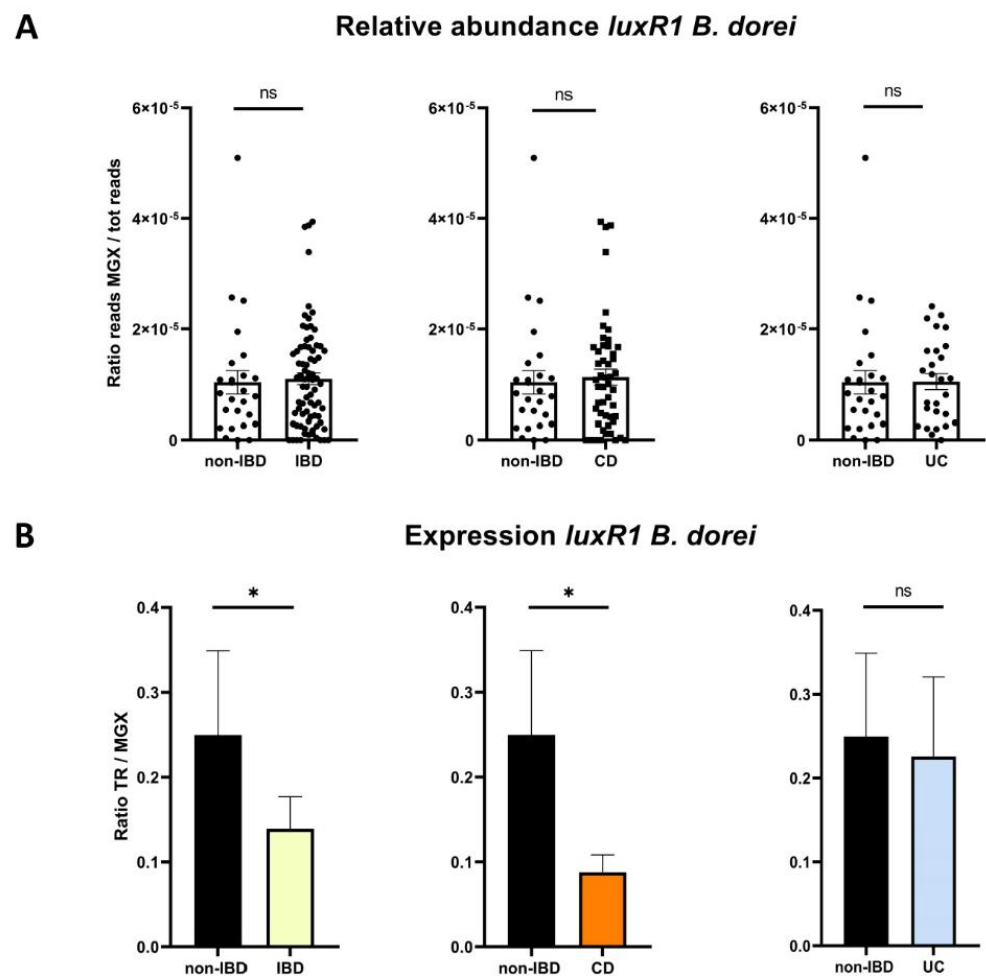 A
Relative abundance luxR1 B. dorei
Ratio reads MGX / tot reads
6×10⁻⁵
4×10⁻⁵
2×10⁻⁵
0
ns
non-IBD IBD
6×10⁻⁵
4×10⁻⁵
2×10⁻⁵
0
ns
non-IBD CD
6×10⁻⁵
4×10⁻⁵
2×10⁻⁵
0
ns
non-IBD UC
B
Expression luxR1 B. dorei
Ratio TR / MGX
0.4
0.3
0.2
0.1
0.0
*
non-IBD IBD
0.4
0.3
0.2
0.1
0.0
*
non-IBD CD
0.4
0.3
0.2
0.1
0.0
ns
non-IBD UC